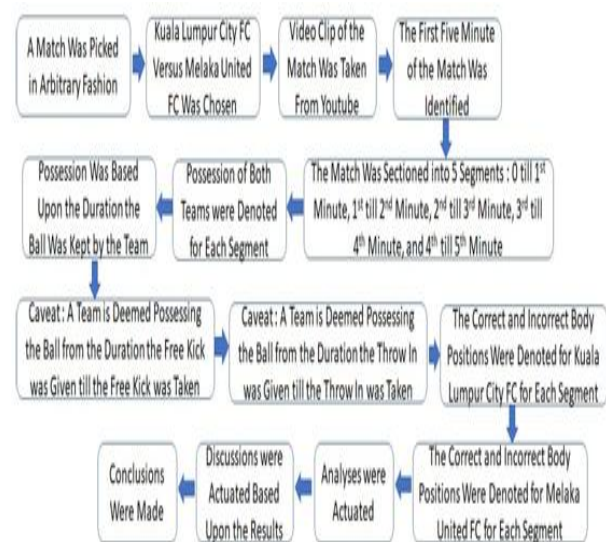 A Match Was Picked
in Arbitrary Fashion
Kuala Lumpur City FC
Versus Melaka United
FC Was Chosen
Video Clip of the
Match Was Taken
From Youtube
The First Five Minute
of the Match Was
Identified
The Match Was Sectioned into 5 Segments : 0 till 1st
Minute, 1st till 2nd Minute, 2nd till 3rd Minute, 3rd till
4th Minute, and 4th till 5th Minute
Possession of Both
Teams were Denoted
for Each Segment
Possession Was Based
Upon the Duration the
Ball Was Kept by the Team
Caveat : A Team is Deemed Possessing
the Ball from the Duration the Free Kick
was Given till the Free Kick was Taken
Caveat : A Team is Deemed Possessing
the Ball from the Duration the Throw In
was Given till the Throw In was Taken
The Correct and Incorrect Body
Positions Were Denoted for Kuala
Lumpur City FC for Each Segment
The Correct and Incorrect Body
Positions Were Denoted for Melaka
United FC for Each Segment
Analyses were
Actuated
Discussions were
Actuated Based
Upon the Results
Conclusions
Were Made